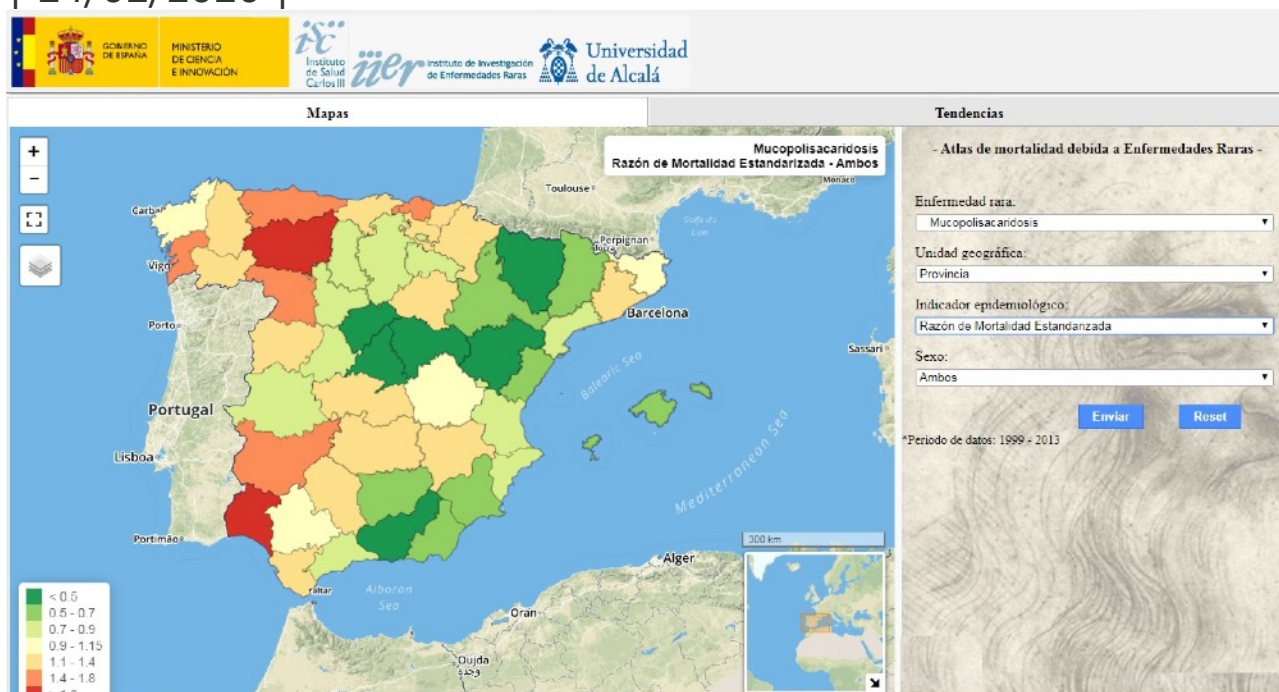 GOBIERNO
DE ESPAÑA
MINISTERIO
DE CIENCIA
E INNOVACIÓN
Instituto
de Salud
Carlos III
iier
Instituto de Investigación
de Enfermedades Raras
Universidad
de Alcalá
Mapas
Tendencias
+
−
Mucopolisacaridosis
Razón de Mortalidad Estandarizada - Ambos
Monaco
Toulouse
Golfe du
Lion
Perpignan
Vigo
Barcelona
Porto
Sassari
Balearic Sea
Portugal
Lisboa
Mediterranean Sea
Portimão
300 km
Alger
Alboran
Sea
Oran
Oujda
وجدة
< 0.5
0.5 - 0.7
0.7 - 0.9
0.9 - 1.15
1.1 - 1.4
1.4 - 1.8
- Atlas de mortalidad debida a Enfermedades Raras -
Enfermedad rara:
Mucopolisacaridosis
Unidad geográfica:
Provincia
Indicador epidemiológico:
Razón de Mortalidad Estandarizada
Sexo:
Ambos
Enviar
Reset
*Periodo de datos: 1999 - 2013